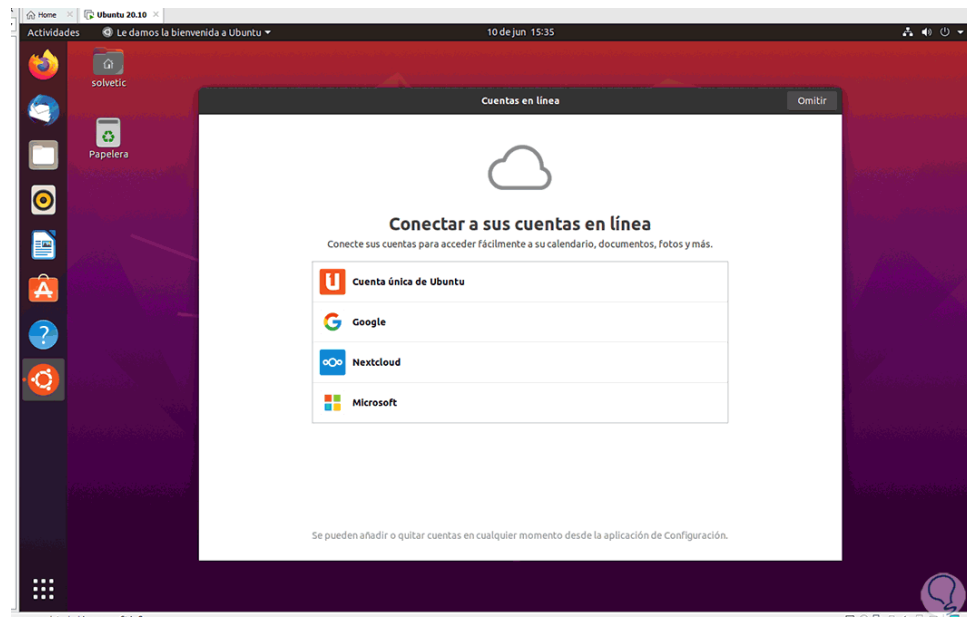 Home
Ubuntu 20.10
Actividades
Le damos la bienvenida a Ubuntu
10 de jun 15:35
solvetic
Papelera
Cuentas en línea
Omitir
Conectar a sus cuentas en línea
Conecte sus cuentas para acceder fácilmente a su calendario, documentos, fotos y más.
Cuenta única de Ubuntu
Google
Nextcloud
Microsoft
Se pueden añadir o quitar cuentas en cualquier momento desde la aplicación de Configuración.